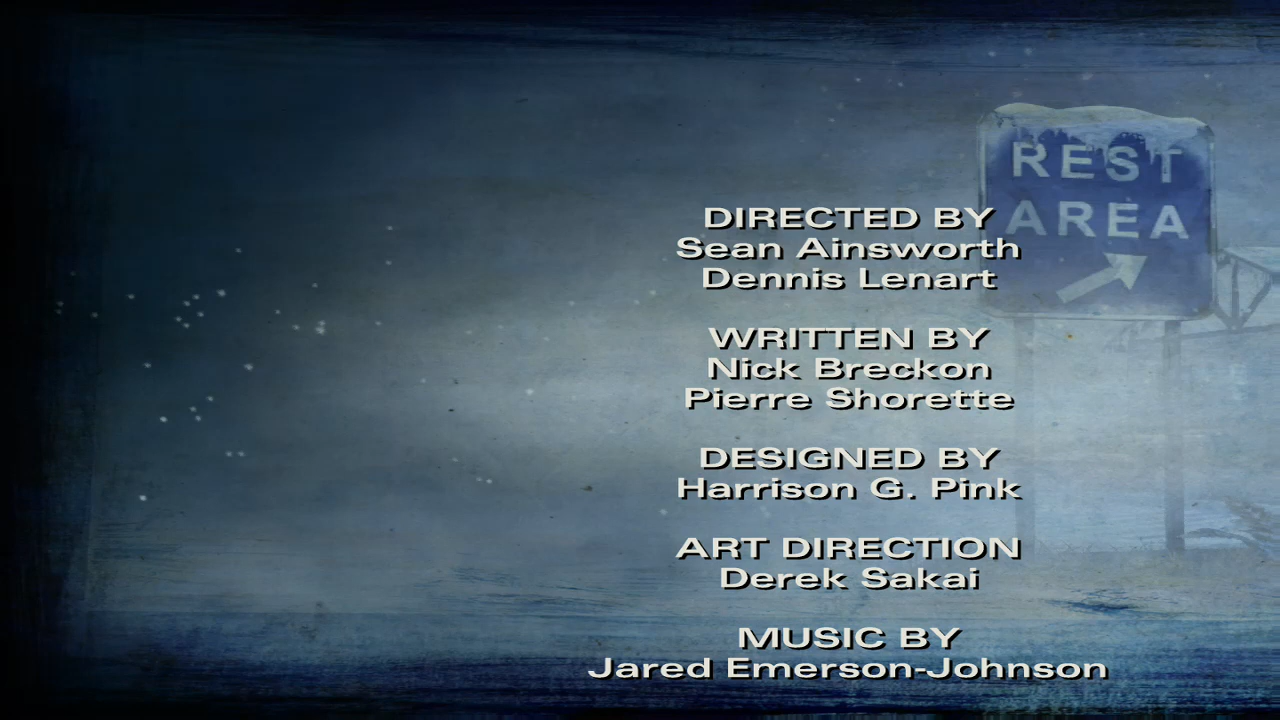 REST
AREA
DIRECTED BY
Sean Ainsworth
Dennis Lenart
WRITTEN BY
Nick Breckon
Pierre Shorette
DESIGNED BY
Harrison G. Pink
ART DIRECTION
Derek Sakai
MUSIC BY
Jared Emerson-Johnson